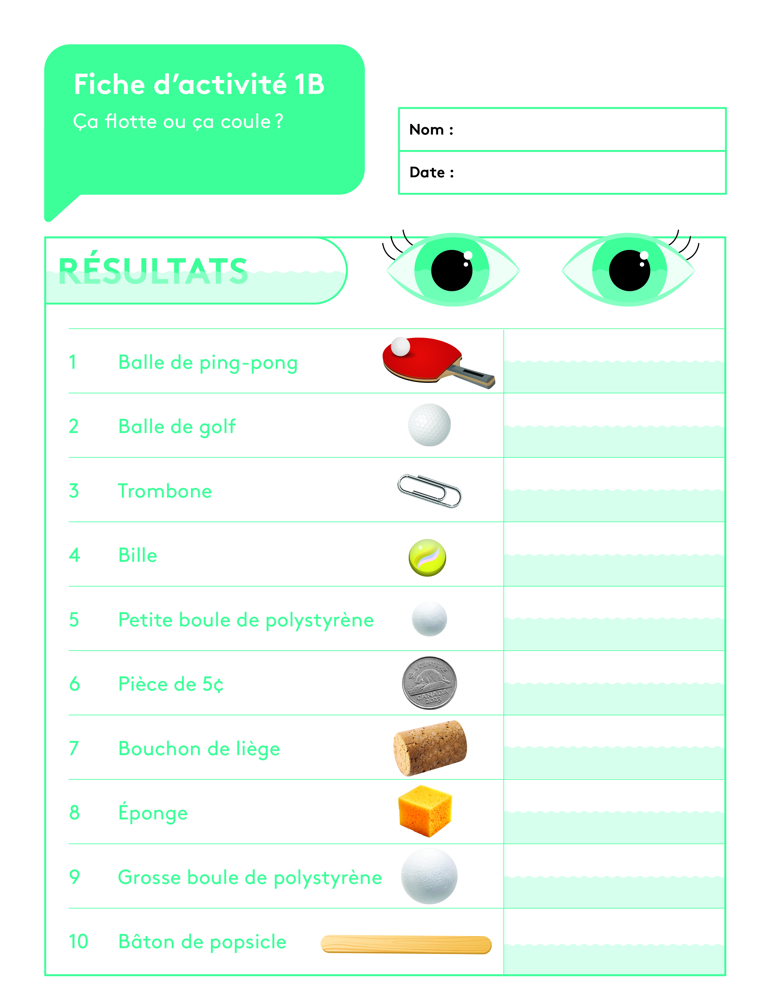 Fiche d’activité 1B
Ça flotte ou ça coule ?
Nom :
Date :
RÉSULTATS
1 Balle de ping-pong
2 Balle de golf
3 Trombone
4 Bille
5 Petite boule de polystyrène
6 Pièce de 5¢
5 CENTS
CANADA
2023
7 Bouchon de liège
8 Éponge
9 Grosse boule de polystyrène
10 Bâton de popsicle